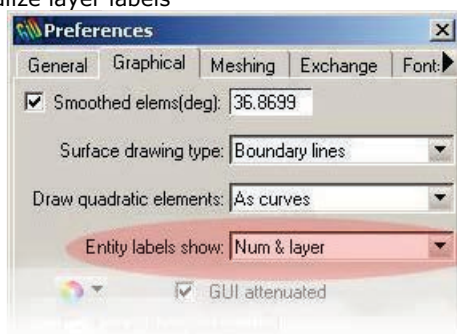 Preferences
General Graphical Meshing Exchange Font:
Smoothed elems(deg): 36.8699
Surface drawing type: Boundary lines
Draw quadratic elements: As curves
Entity labels show: Num & layer
GUI attenuated